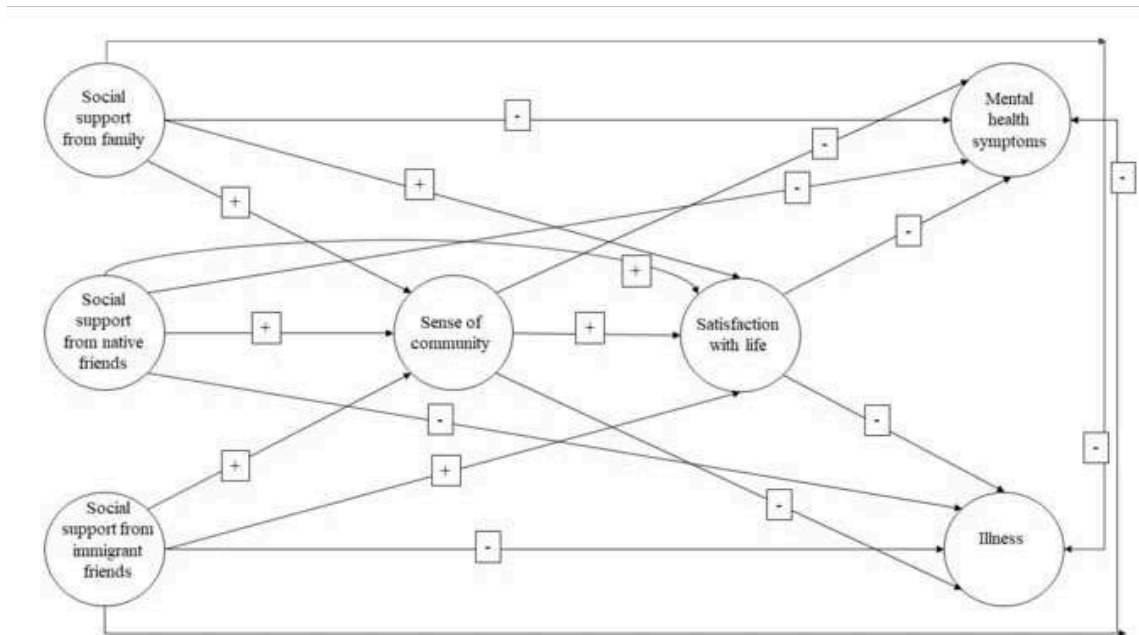 Social
support
from family
Mental
health
symptoms
-
+
-
-
-
+
-
+
Social
support
from native
friends
+
Sense of
community
+
Satisfaction
with life
-
-
-
+
+
-
Social
support from
immigrant
friends
-
Illness